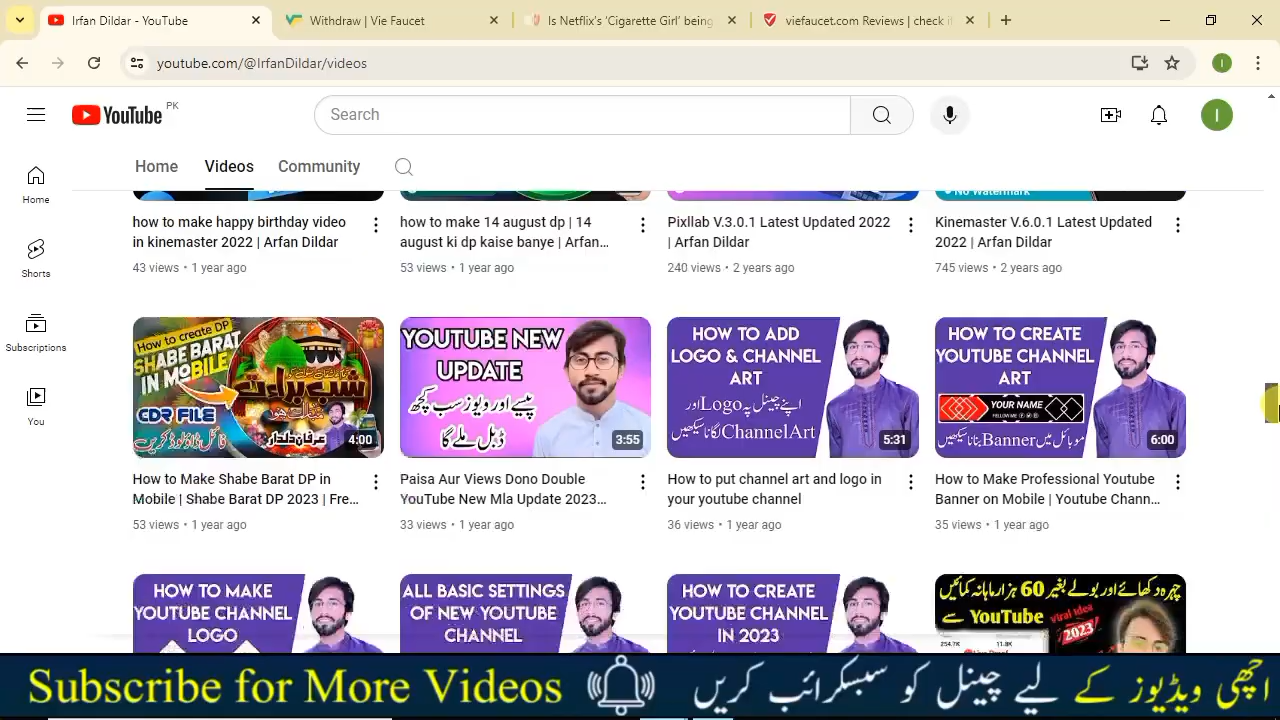 Irfan Dildar - YouTube
Withdraw | Vie Faucet
Is Netflix's 'Cigarette Girl' being
viefaucet.com Reviews | check i
youtube.com/@IrfanDildar/videos
I
YouTube PK
Search
I
Home Videos Community
Home
Shorts
Subscriptions
You
No Watermark
how to make happy birthday video
in kinemaster 2022 | Arfan Dildar
43 views • 1 year ago
how to make 14 august dp | 14
august ki dp kaise banye | Arfan...
53 views • 1 year ago
Pixllab V.3.0.1 Latest Updated 2022
| Arfan Dildar
240 views • 2 years ago
Kinemaster V.6.0.1 Latest Updated
2022 | Arfan Dildar
745 views • 2 years ago
How to create DP
SHABE BARAT
IN MOBILE
CDR FILE
شب براءت
عرفان دلدار
4:00
How to Make Shabe Barat DP in
Mobile | Shabe Barat DP 2023 | Fre...
53 views • 1 year ago
YOUTUBE NEW
UPDATE
پیسے اور ویوز سب کچھ
ڈبل ملے گا
3:55
Paisa Aur Views Dono Double
YouTube New Mla Update 2023...
33 views • 1 year ago
HOW TO ADD
LOGO & CHANNEL
ART
اپنے چینل پہ Logo اور
ChannelArt لگانا سیکھیں
5:31
How to put channel art and logo in
your youtube channel
36 views • 1 year ago
HOW TO CREATE
YOUTUBE CHANNEL
ART
YOUR NAME
FOLLOW ME
موبائل میں Banner بنانا سیکھیں
6:00
How to Make Professional Youtube
Banner on Mobile | Youtube Chann...
35 views • 1 year ago
HOW TO MAKE
YOUTUBE CHANNEL
LOGO
ALL BASIC SETTINGS
OF NEW YOUTUBE
CHANNEL
HOW TO CREATE
YOUTUBE CHANNEL
IN 2023
چہرہ دکھائے اور بولے بغیر 60 ہزار ماہانہ کمائیں
YouTube سے
Viral Idea
2023
254.7K 11.9K
Subscribe for More Videos
اچھی ویڈیوز کے لیے چینل کو سبسکرائب کریں